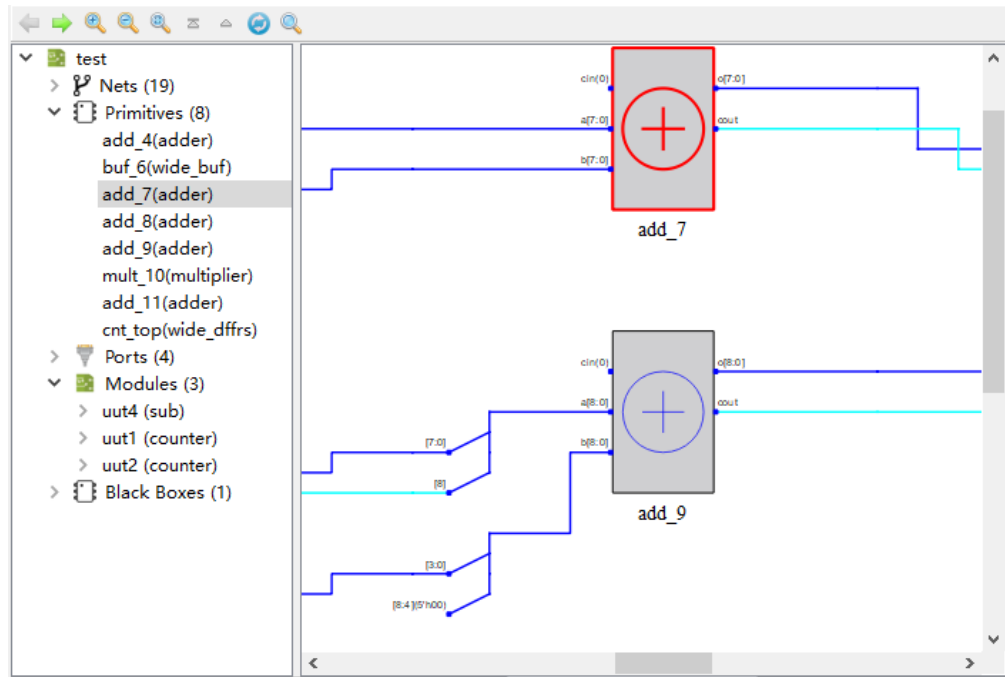 test
Nets (19)
Primitives (8)
add_4(adder)
buf_6(wide_buf)
add_7(adder)
add_8(adder)
add_9(adder)
mult_10(multiplier)
add_11(adder)
cnt_top(wide_dffrs)
Ports (4)
Modules (3)
uut4 (sub)
uut1 (counter)
uut2 (counter)
Black Boxes (1)
cin(0)
o[7:0]
a[7:0]
cout
b[7:0]
add_7
cin(0)
o[8:0]
a[8:0]
cout
[7:0]
b[8:0]
[8]
add_9
[3:0]
[8:4](5'h00)